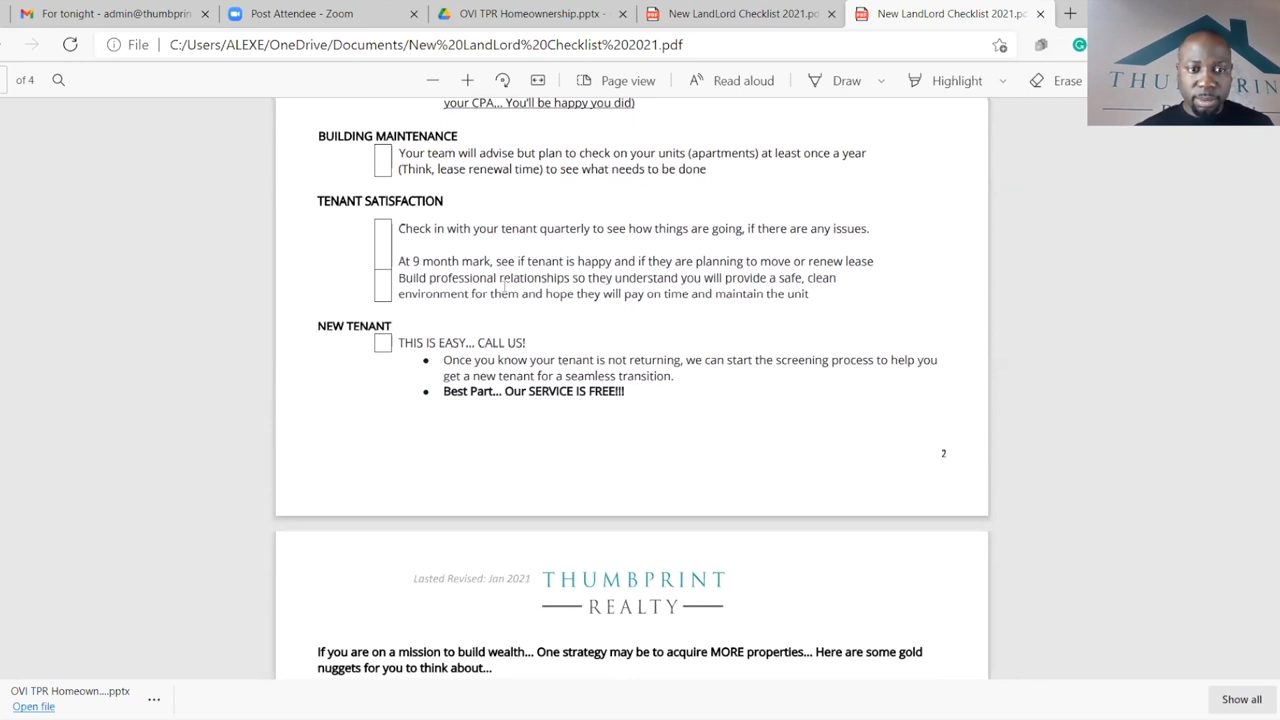 For tonight - admin@thumbprin
Post Attendee - Zoom
OVI TPR Homeownership.pptx -
New LandLord Checklist 2021.p
New LandLord Checklist 2021.p
File
C:/Users/ALEXE/OneDrive/Documents/New%20LandLord%20Checklist%202021.pdf
of 4
Page view
Read aloud
Draw
Highlight
Erase
THUMBPRIN
your CPA... You'll be happy you did)
BUILDING MAINTENANCE
Your team will advise but plan to check on your units (apartments) at least once a year
(Think, lease renewal time) to see what needs to be done
TENANT SATISFACTION
Check in with your tenant quarterly to see how things are going, if there are any issues.
At 9 month mark, see if tenant is happy and if they are planning to move or renew lease
Build professional relationships so they understand you will provide a safe, clean
environment for them and hope they will pay on time and maintain the unit
NEW TENANT
THIS IS EASY... CALL US!
• Once you know your tenant is not returning, we can start the screening process to help you
get a new tenant for a seamless transition.
• Best Part... Our SERVICE IS FREE!!!
2
Lasted Revised: Jan 2021
THUMBPRINT
REALTY
If you are on a mission to build wealth... One strategy may be to acquire MORE properties... Here are some gold
nuggets for you to think about...
OVI TPR Homeown....pptx
Open file
Show all